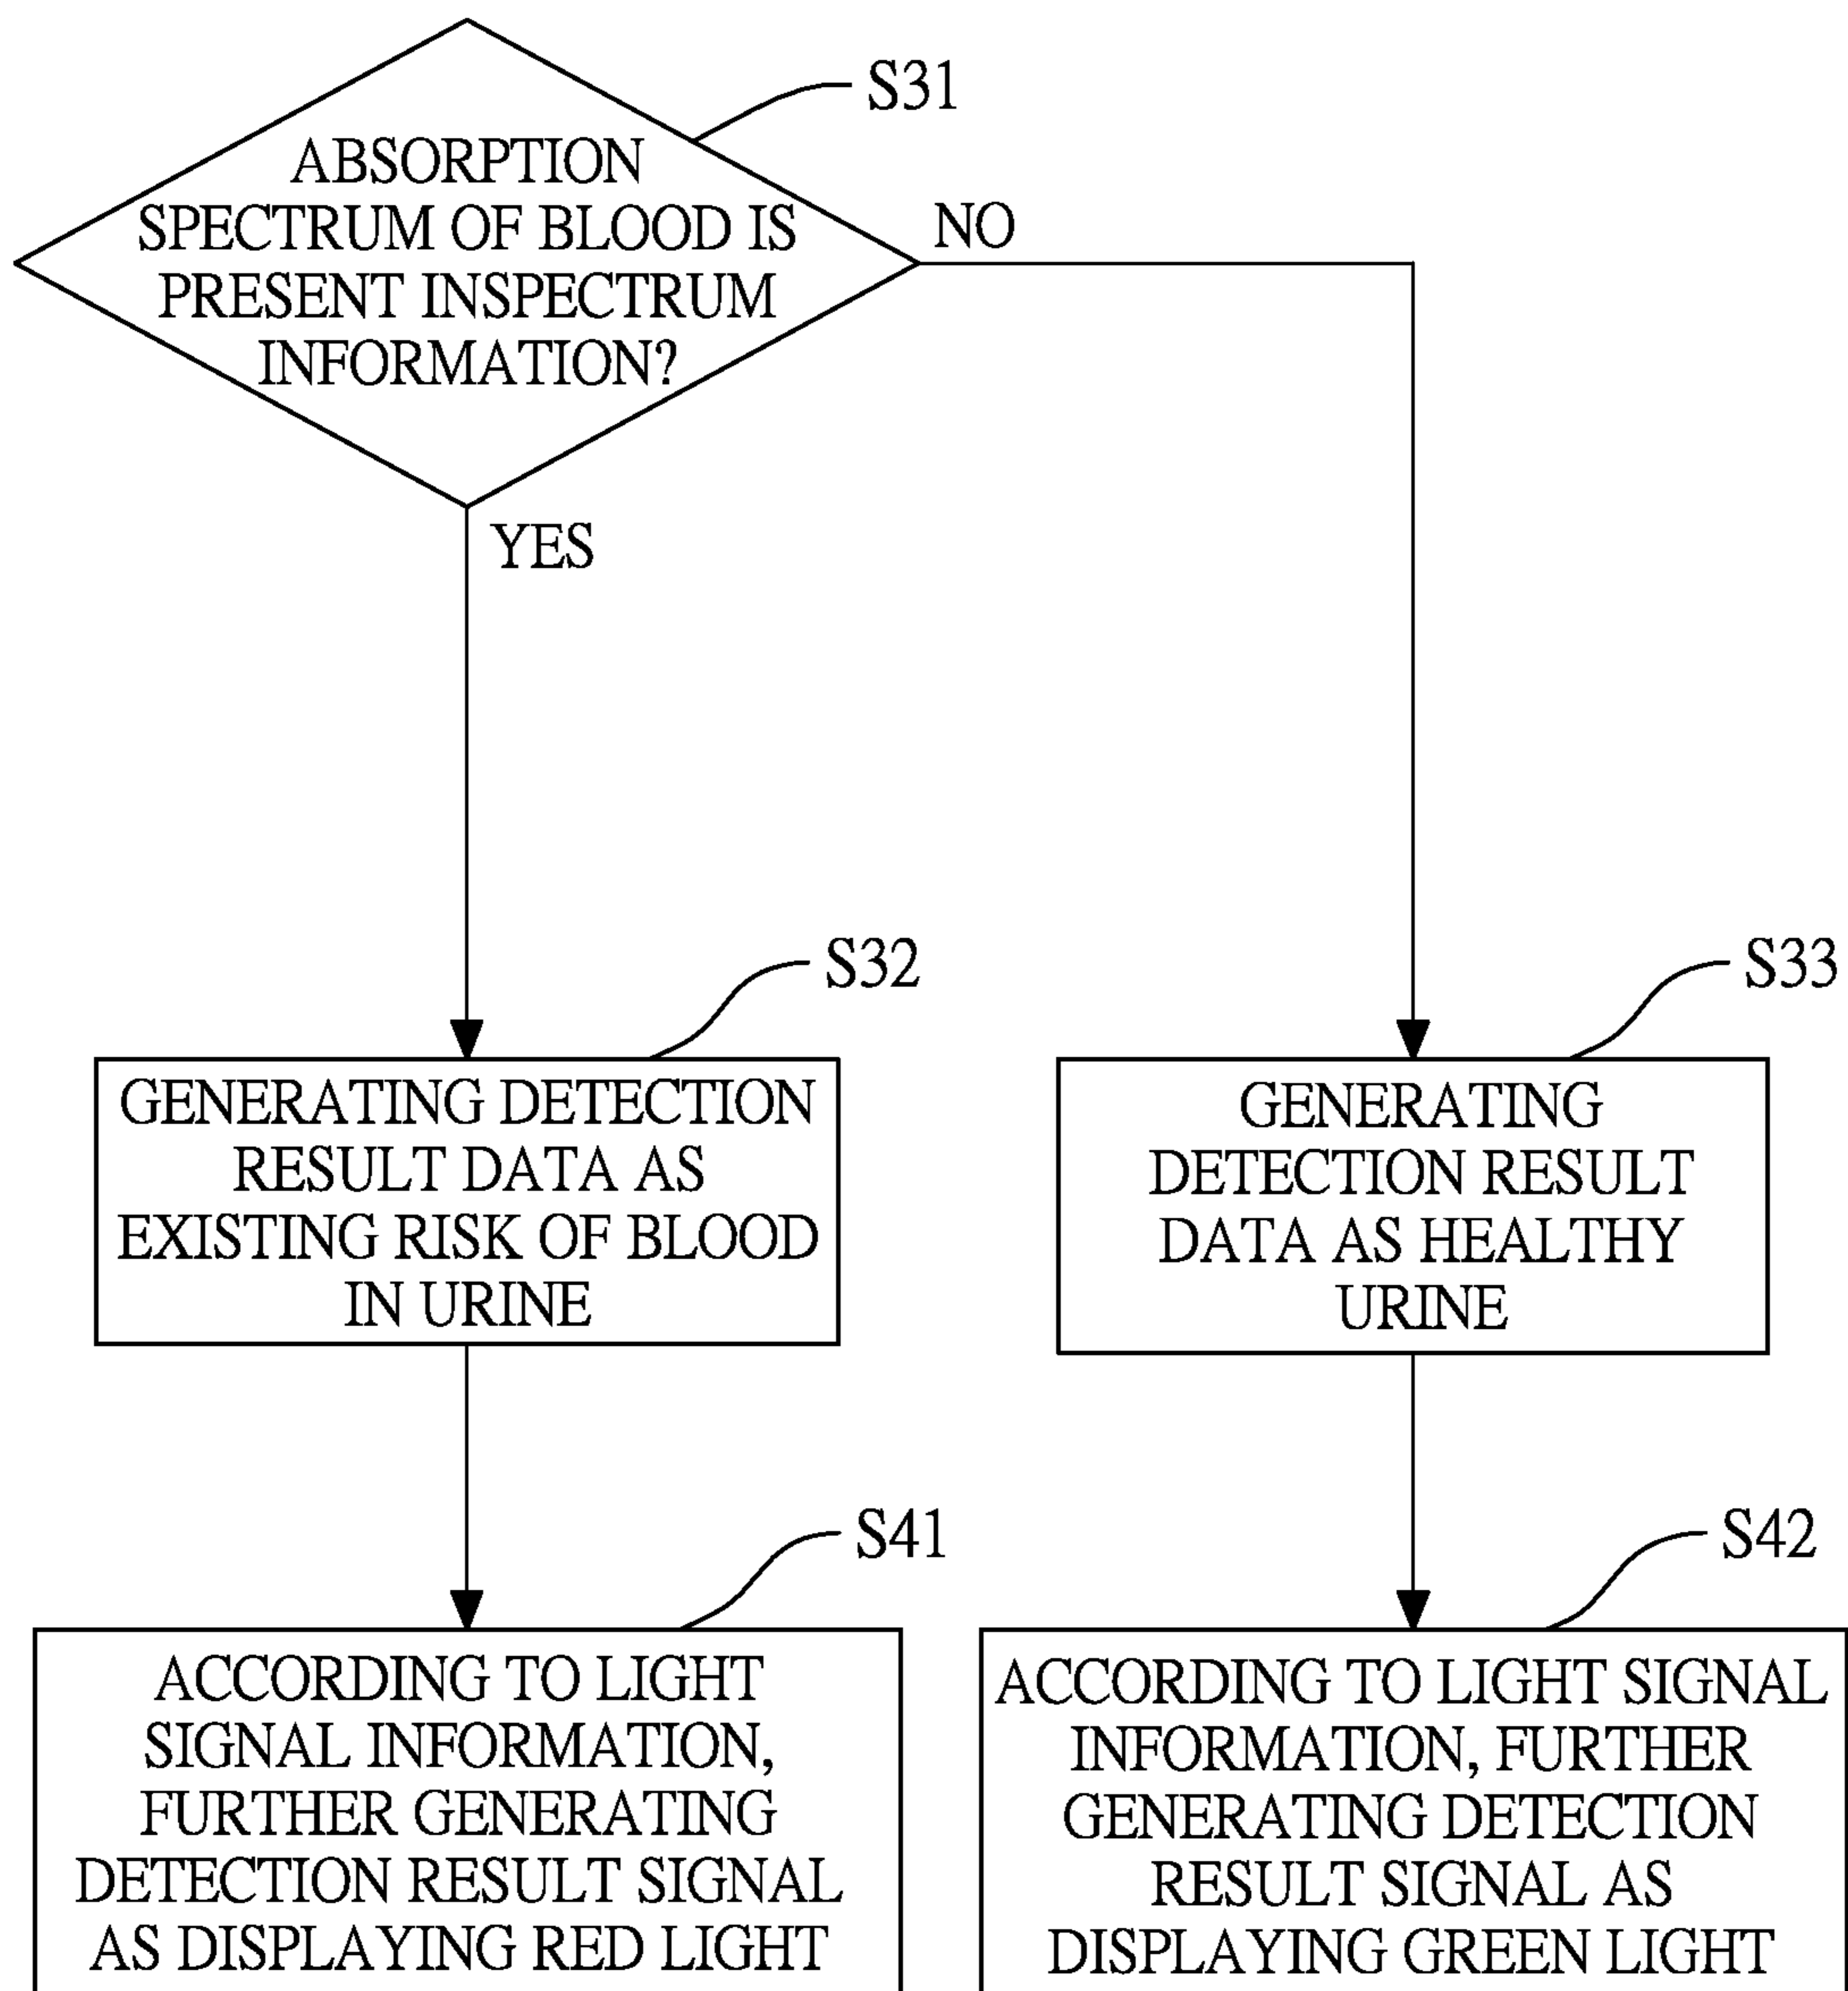 S31
ABSORPTION
SPECTRUM OF BLOOD IS
PRESENT INSPECTRUM
INFORMATION?
NO
YES
S32
GENERATING DETECTION
RESULT DATA AS
EXISTING RISK OF BLOOD
IN URINE
S33
GENERATING
DETECTION RESULT
DATA AS HEALTHY
URINE
S41
ACCORDING TO LIGHT
SIGNAL INFORMATION,
FURTHER GENERATING
DETECTION RESULT SIGNAL
AS DISPLAYING RED LIGHT
S42
ACCORDING TO LIGHT SIGNAL
INFORMATION, FURTHER
GENERATING DETECTION
RESULT SIGNAL AS
DISPLAYING GREEN LIGHT